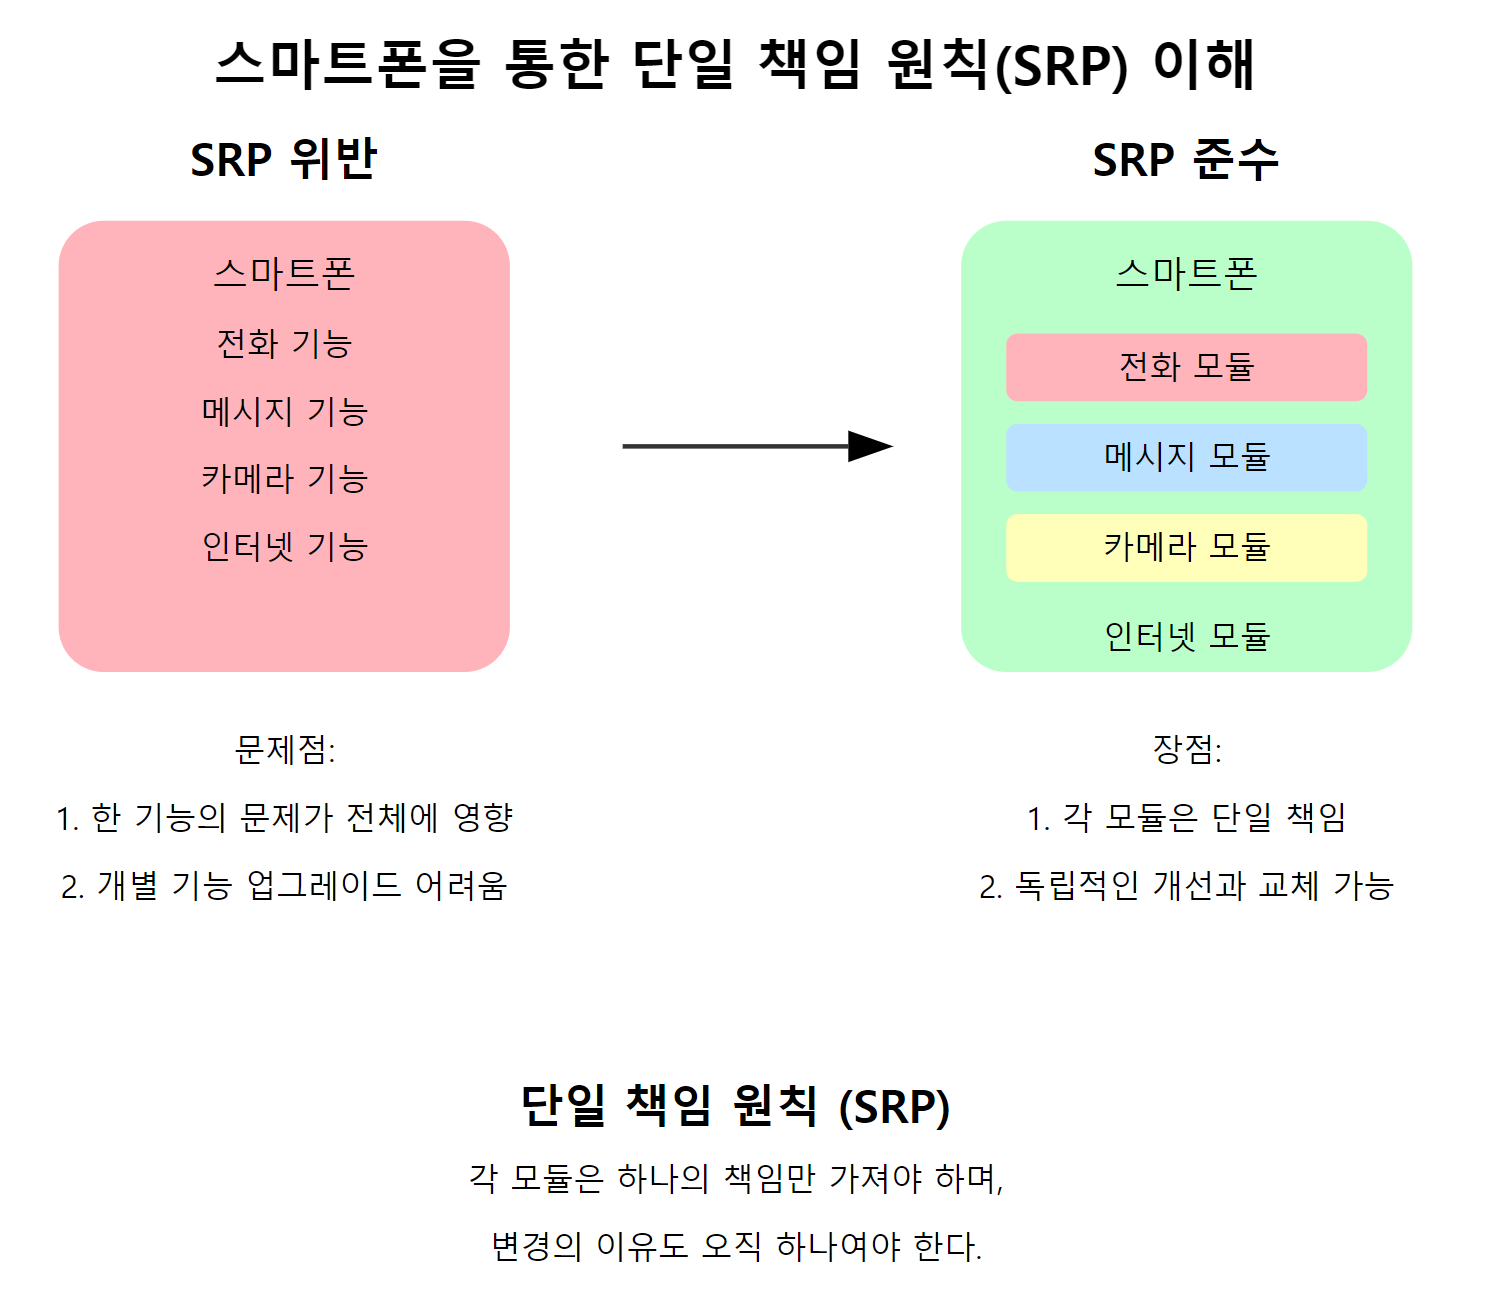 스마트폰을 통한 단일 책임 원칙(SRP) 이해
SRP 위반
스마트폰
전화 기능
메시지 기능
카메라 기능
인터넷 기능
문제점:
1. 한 기능의 문제가 전체에 영향
2. 개별 기능 업그레이드 어려움
SRP 준수
스마트폰
전화 모듈
메시지 모듈
카메라 모듈
인터넷 모듈
장점:
1. 각 모듈은 단일 책임
2. 독립적인 개선과 교체 가능
단일 책임 원칙 (SRP)
각 모듈은 하나의 책임만 가져야 하며,
변경의 이유도 오직 하나여야 한다.